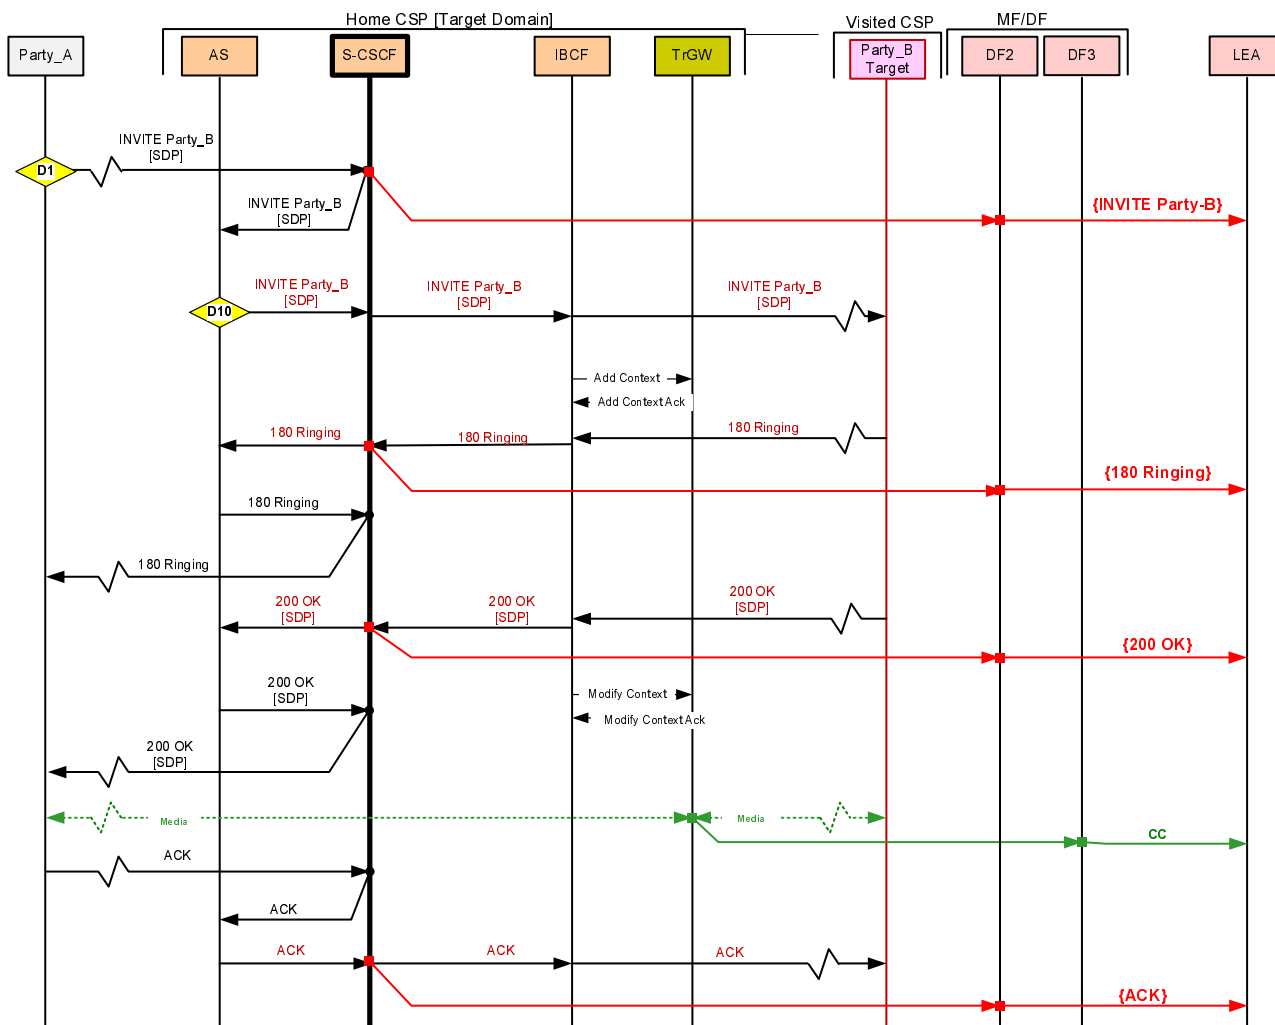 Home CSP [Target Domain]
Visited CSP
MF/DF
Party_A
AS
S-CSCF
IBCF
TrGW
Party_B
Target
DF2
DF3
LEA
INVITE Party_B
[SDP]
D1
INVITE Party_B
[SDP]
{INVITE Party-B}
INVITE Party_B
[SDP]
INVITE Party_B
[SDP]
INVITE Party_B
[SDP]
D10
Add Context
Add Context Ack
180 Ringing
180 Ringing
180 Ringing
{180 Ringing}
180 Ringing
180 Ringing
200 OK
[SDP]
200 OK
[SDP]
200 OK
[SDP]
{200 OK}
200 OK
[SDP]
Modify Context
Modify Context Ack
200 OK
[SDP]
Media
Media
CC
ACK
ACK
ACK
ACK
ACK
{ACK}